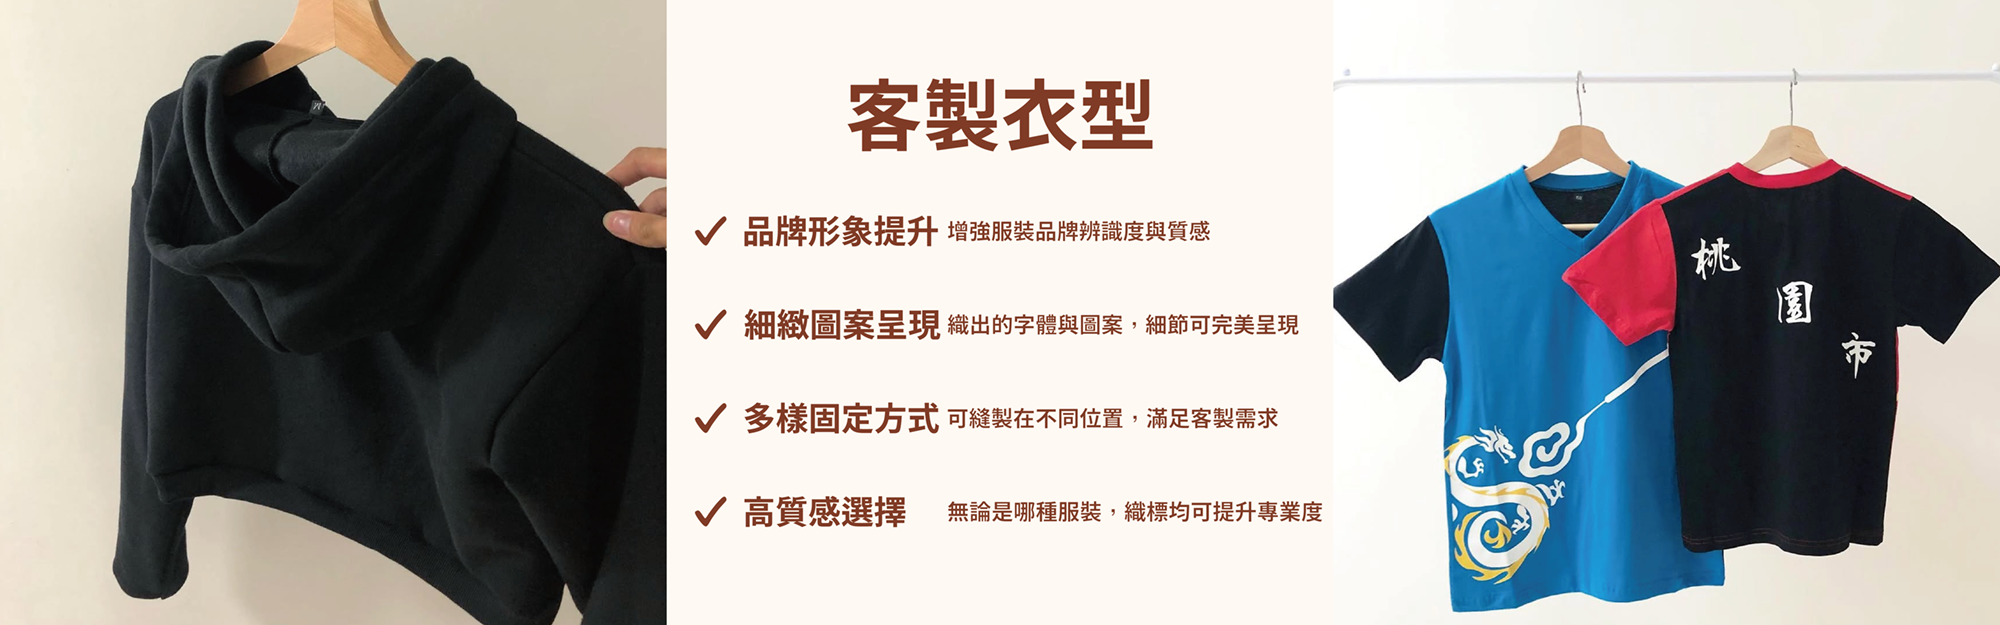 客製衣型
品牌形象提升 增強服裝品牌辨識度與質感
細緻圖案呈現 織出的字體與圖案，細節可完美呈現
多樣固定方式 可縫製在不同位置，滿足客製需求
高質感選擇 無論是哪種服裝，織標均可提升專業度
M
桃
園
市